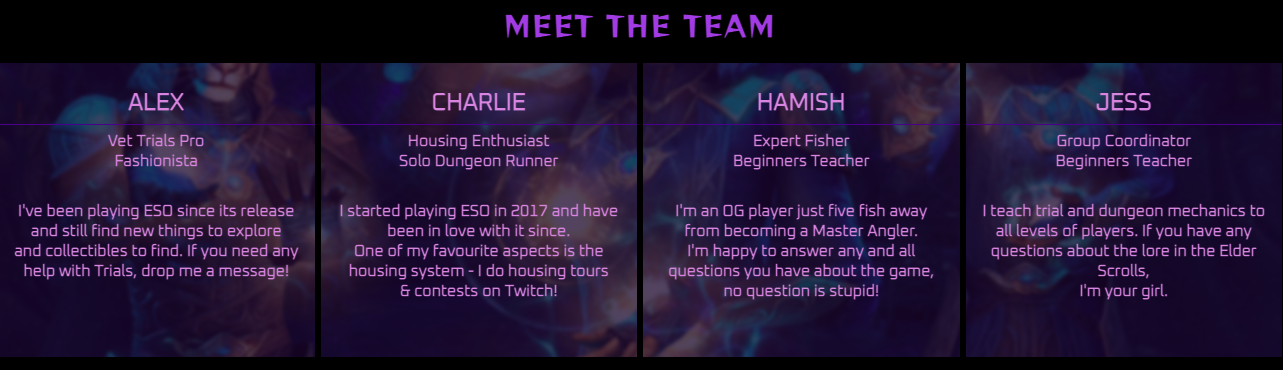 MEET THE TEAM
ALEX
Vet Trials Pro
Fashionista
I've been playing ESO since its release
and still find new things to explore
and collectibles to find. If you need any
help with Trials, drop me a message!
CHARLIE
Housing Enthusiast
Solo Dungeon Runner
I started playing ESO in 2017 and have
been in love with it since.
One of my favourite aspects is the
housing system - I do housing tours
& contests on Twitch!
HAMISH
Expert Fisher
Beginners Teacher
I'm an OG player just five fish away
from becoming a Master Angler.
I'm happy to answer any and all
questions you have about the game,
no question is stupid!
JESS
Group Coordinator
Beginners Teacher
I teach trial and dungeon mechanics to
all levels of players. If you have any
questions about the lore in the Elder
Scrolls,
I'm your girl.